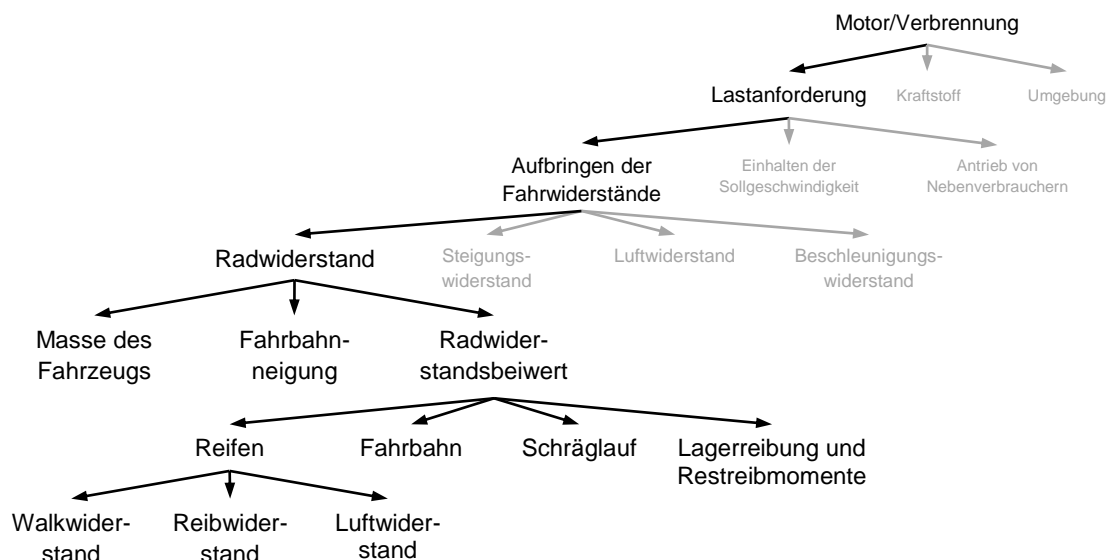 Motor/Verbrennung
Lastanforderung
Kraftstoff
Umgebung
Aufbringen der
Fahrwiderstände
Einhalten der
Sollgeschwindigkeit
Antrieb von
Nebenverbrauchern
Radwiderstand
Steigungs-
widerstand
Luftwiderstand
Beschleunigungs-
widerstand
Masse des
Fahrzeugs
Fahrbahn-
neigung
Radwider-
standsbeiwert
Reifen
Fahrbahn
Schräglauf
Lagerreibung und
Restreibmomente
Walkwider-
stand
Reibwider-
stand
Luftwider-
stand